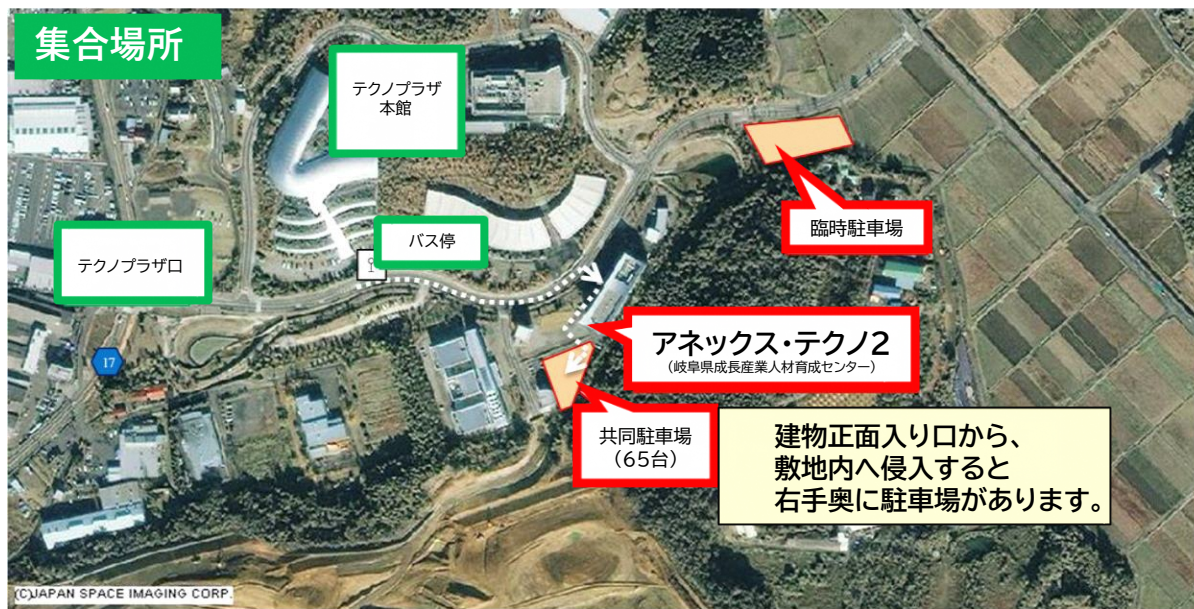 集合場所
テクノプラザ
本館
臨時駐車場
バス停
テクノプラザ口
アネックス・テクノ2
(岐阜県成長産業人材育成センター)
17
共同駐車場
(65台)
建物正面入り口から、
敷地内へ侵入すると
右手奥に駐車場があります。
(C)JAPAN SPACE IMAGING CORP.